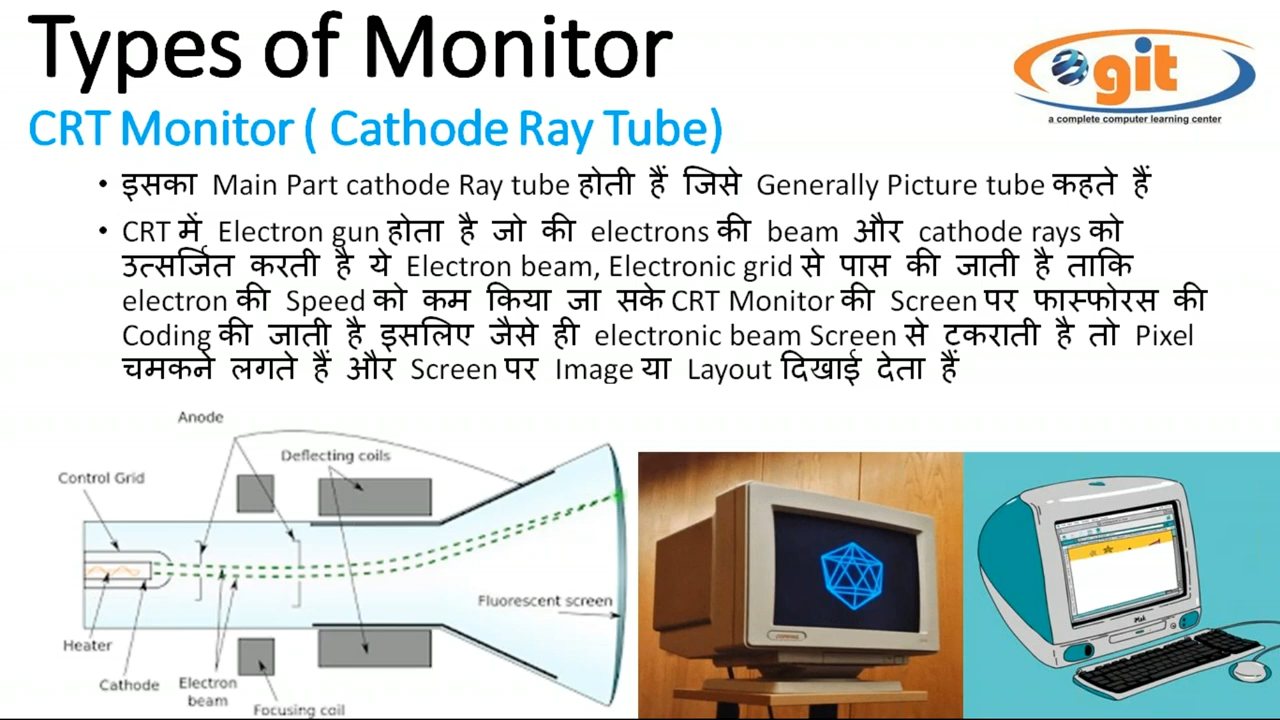 Types of Monitor
egit
a complete computer learning center
CRT Monitor ( Cathode Ray Tube)
• इसका Main Part cathode Ray tube होती हैं जिसे Generally Picture tube कहते हैं
• CRT में Electron gun होता है जो की electrons की beam और cathode rays को
उत्सर्जित करती है ये Electron beam, Electronic grid से पास की जाती है ताकि
electron की Speed को कम किया जा सके CRT Monitor की Screen पर फास्फोरस की
Coding की जाती है इसलिए जैसे ही electronic beam Screen से टकराती है तो Pixel
चमकने लगते हैं और Screen पर Image या Layout दिखाई देता हैं
Anode
Deflecting coils
Control Grid
Fluorescent screen
Heater
Cathode
Electron
beam
Focusing coil